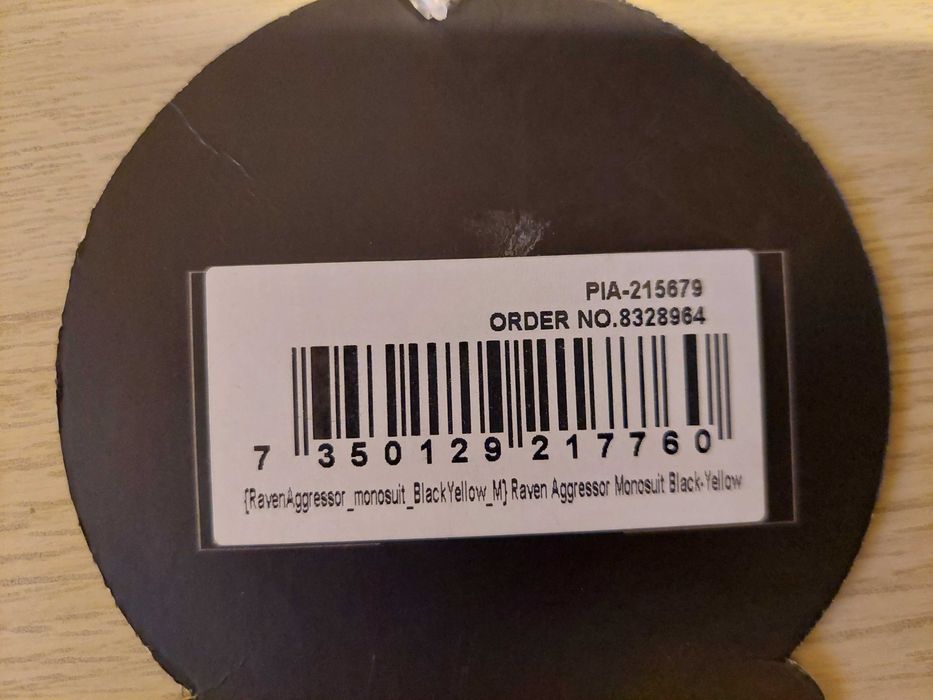 PIA-215679
ORDER NO.8328964
7 350129 217760
{RavenAggressor_monosuit_BlackYellow_M} Raven Aggressor Monosuit Black-Yellow